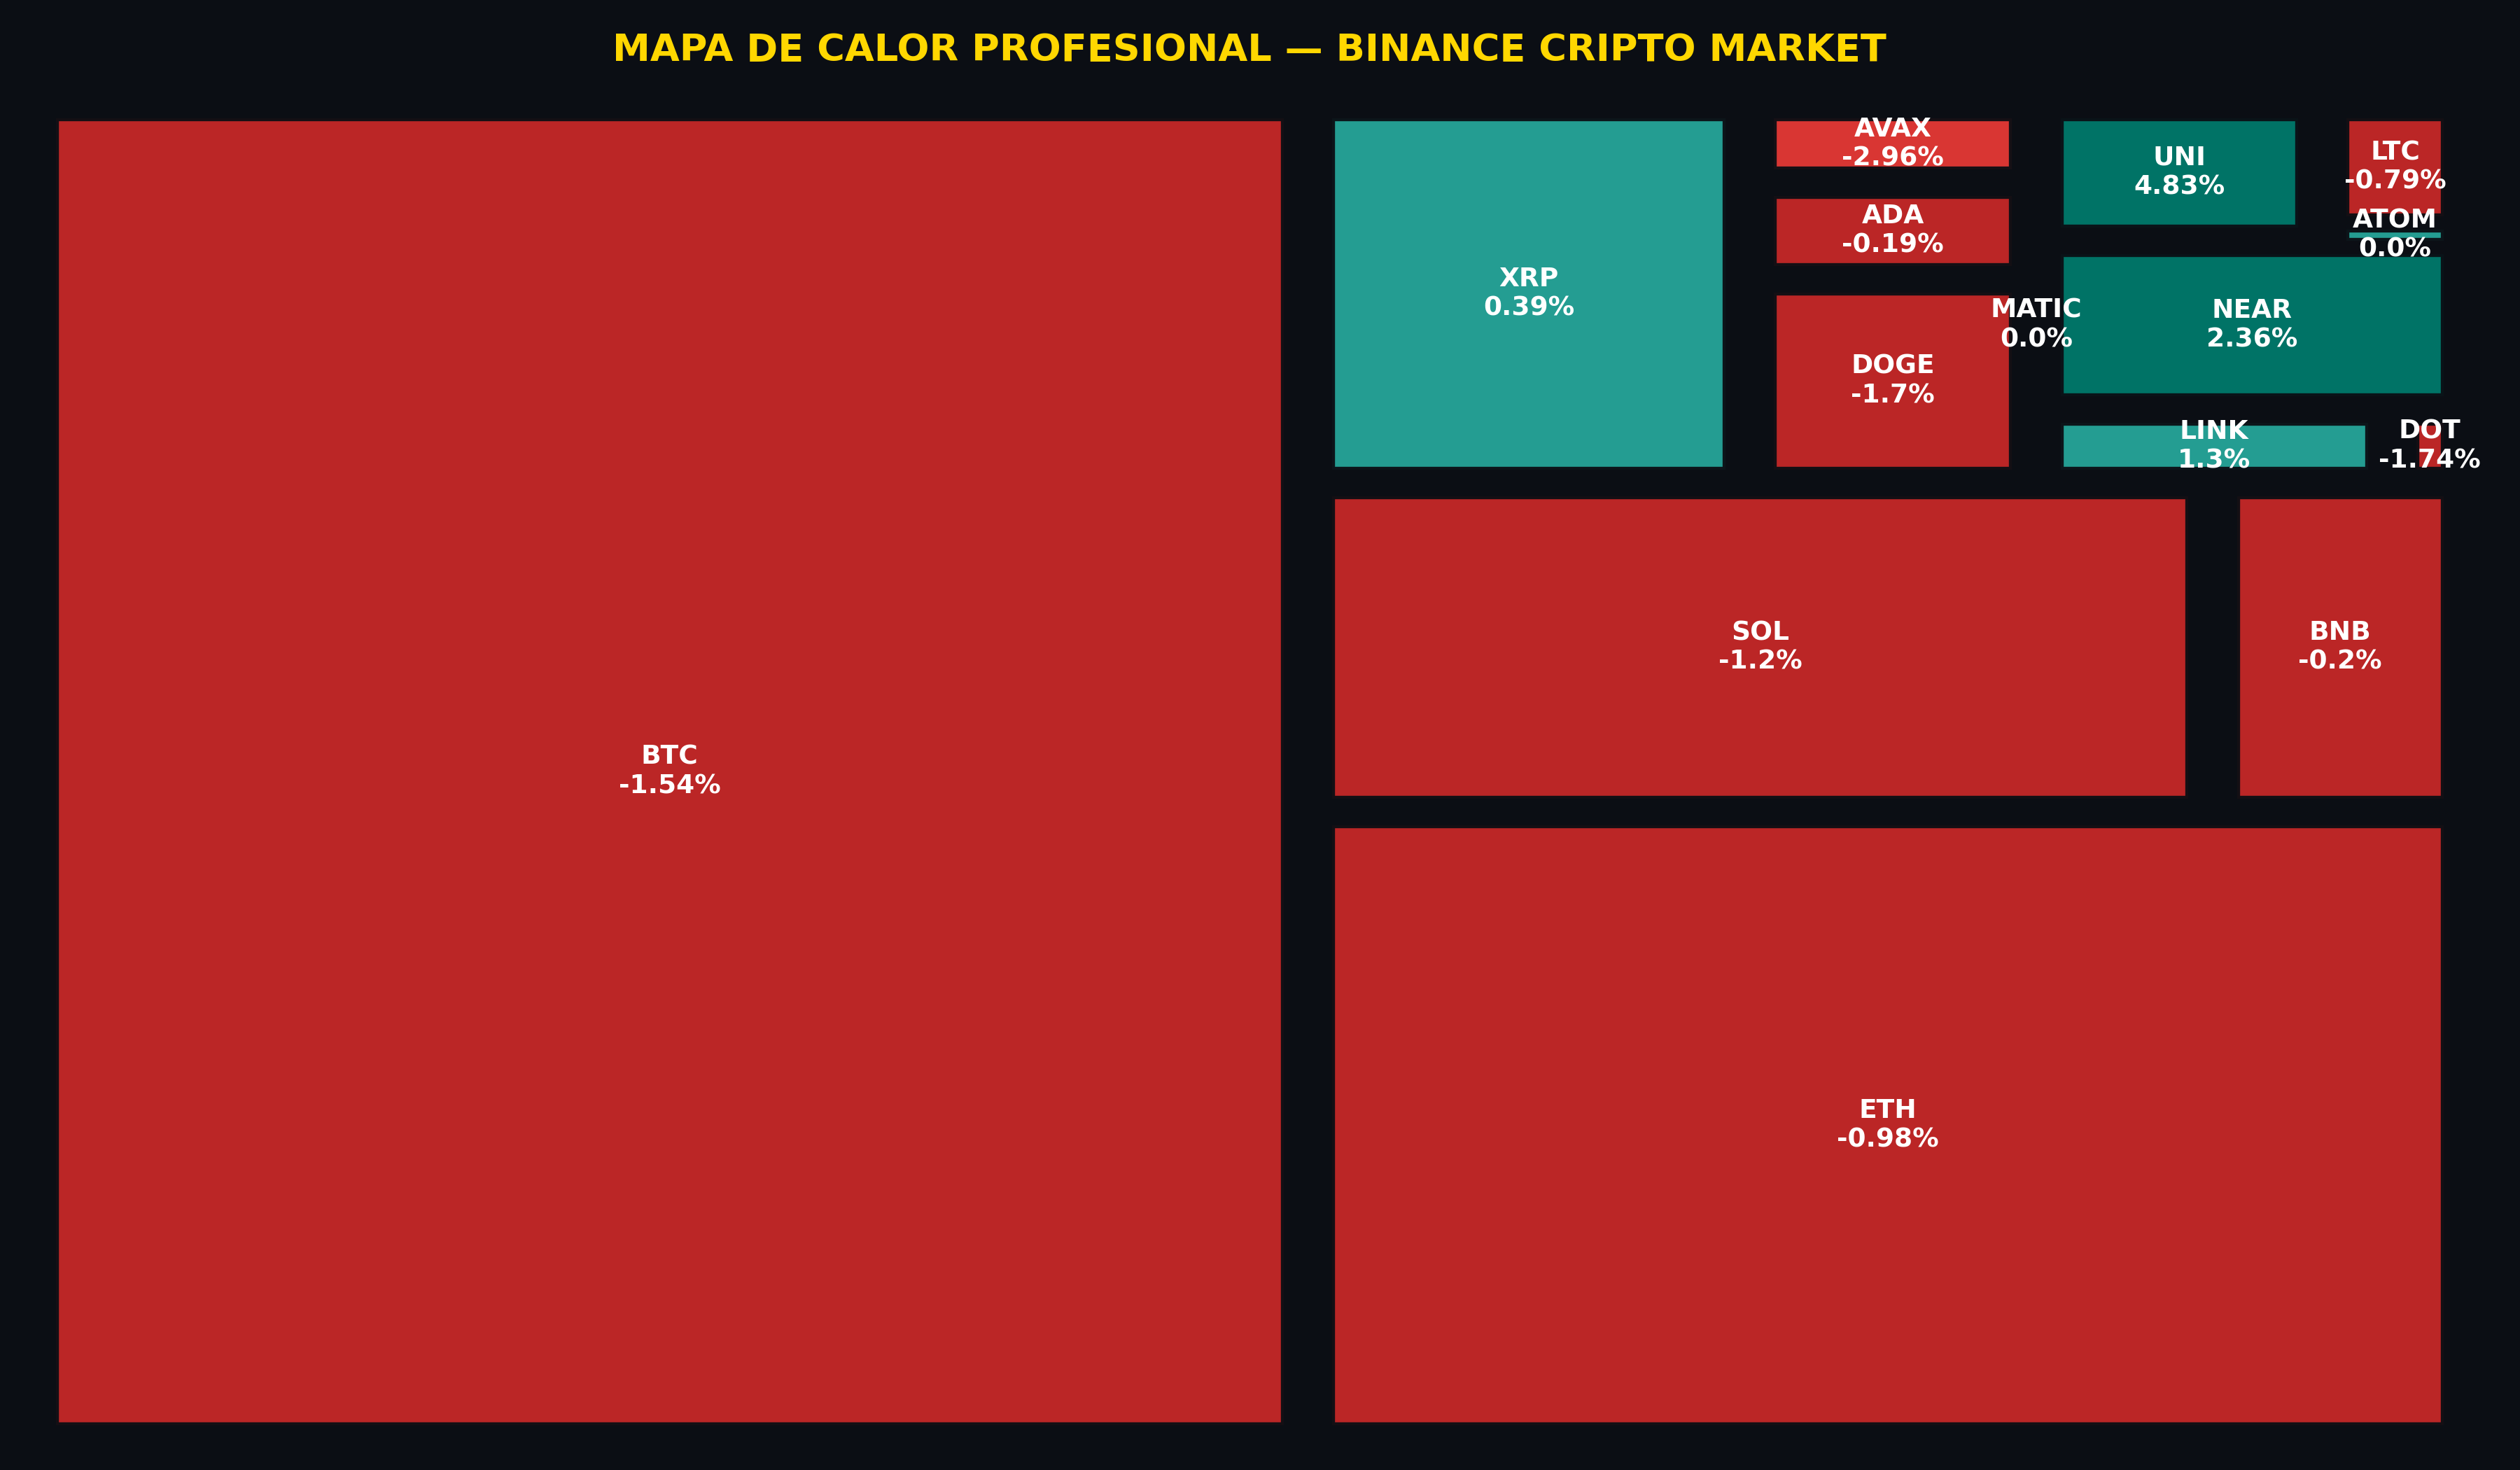 MAPA DE CALOR PROFESIONAL — BINANCE CRIPTO MARKET
BTC
-1.54%
XRP
0.39%
AVAX
-2.96%
ADA
-0.19%
DOGE
-1.7%
MATIC
0.0%
UNI
4.83%
LTC
-0.79%
ATOM
0.0%
NEAR
2.36%
LINK
1.3%
DOT
-1.74%
SOL
-1.2%
BNB
-0.2%
ETH
-0.98%